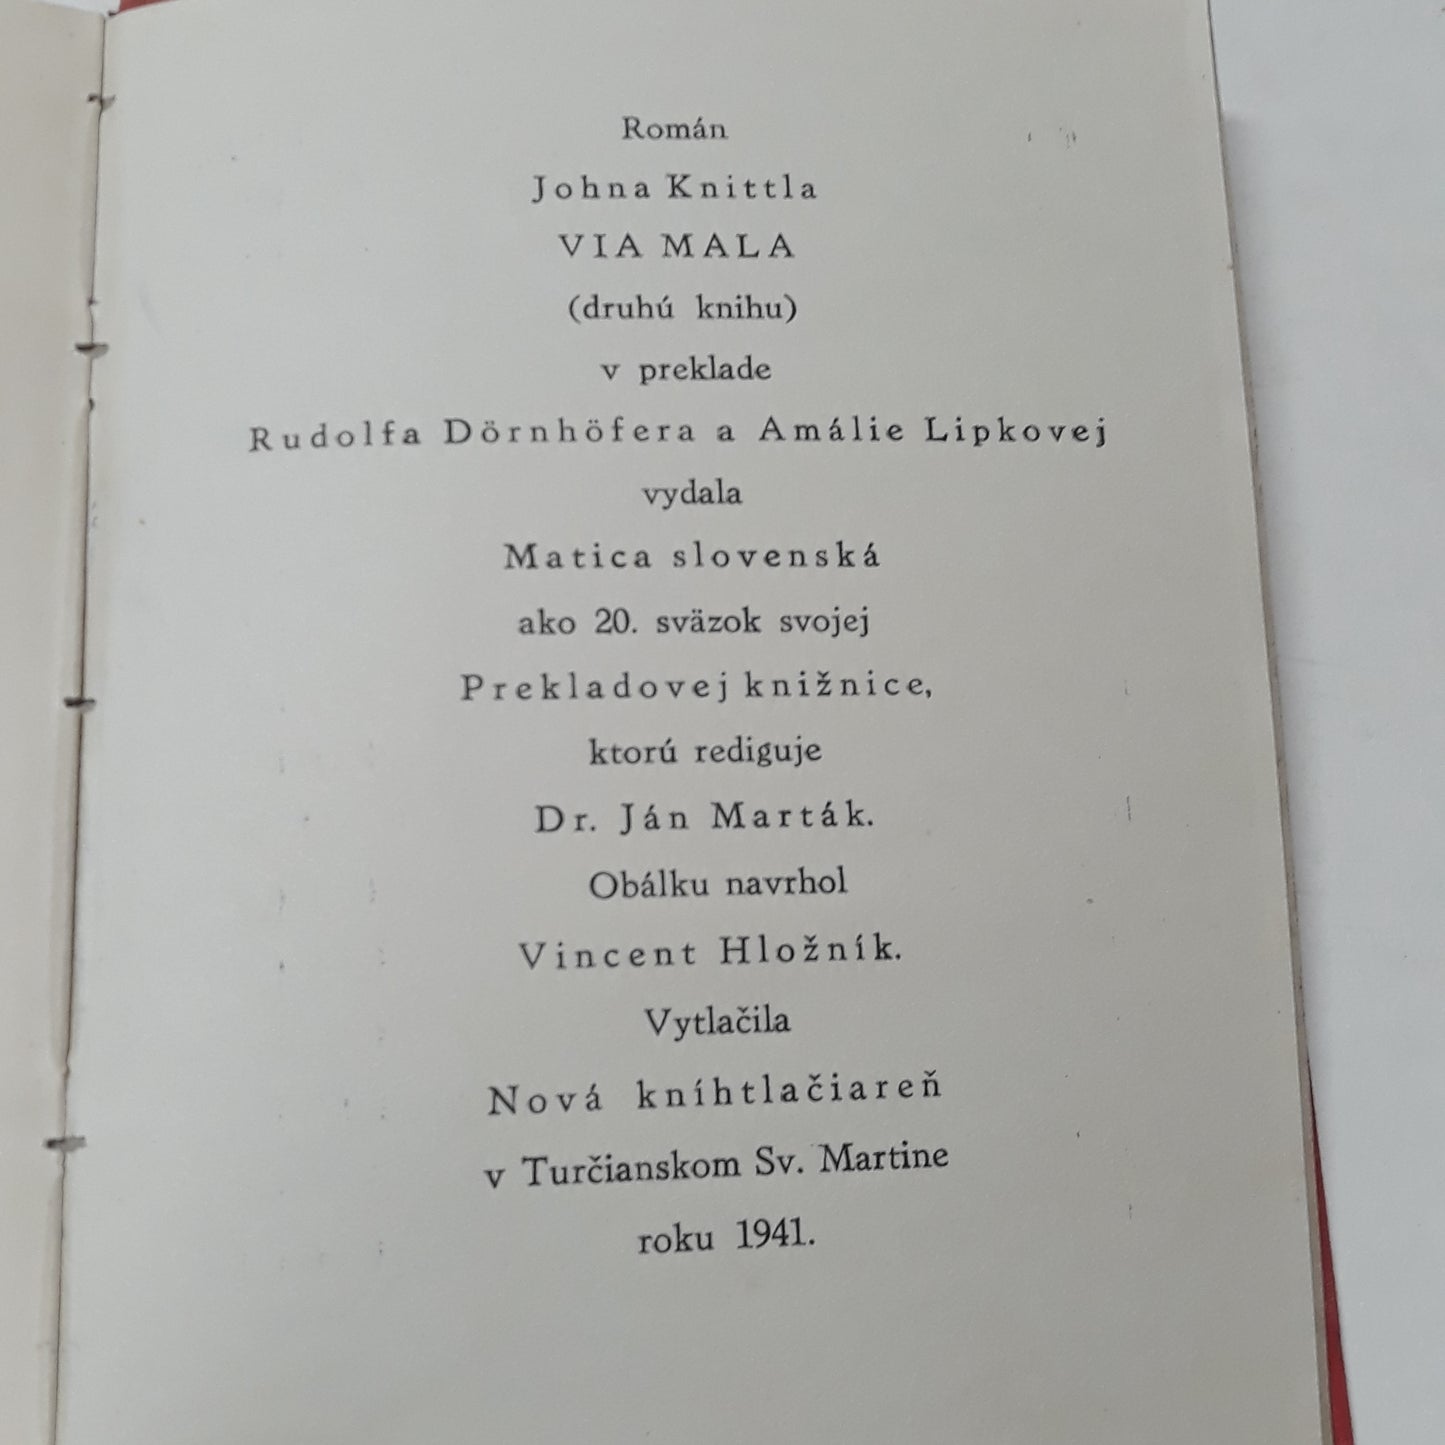 Román
Johna Knittla
VIA MALA
(druhú knihu)
v preklade
Rudolfa Dörnhöfera a Amálie Lipkovej
vydala
Matica slovenská
ako 20. sväzok svojej
Prekladovej knižnice,
ktorú rediguje
Dr. Ján Marták.
Obálku navrhol
Vincent Hložník.
Vytlačila
Nová kníhtlačiareň
v Turčianskom Sv. Martine
roku 1941.